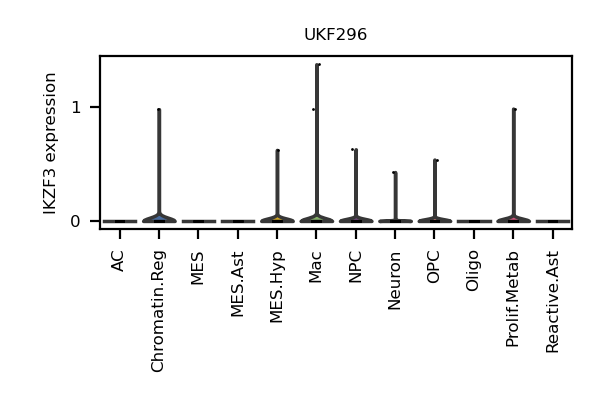 UKF296
IKZF3 expression
1
0
AC
Chromatin.Reg
MES
MES.Ast
MES.Hyp
Mac
NPC
Neuron
OPC
Oligo
Prolif.Metab
Reactive.Ast